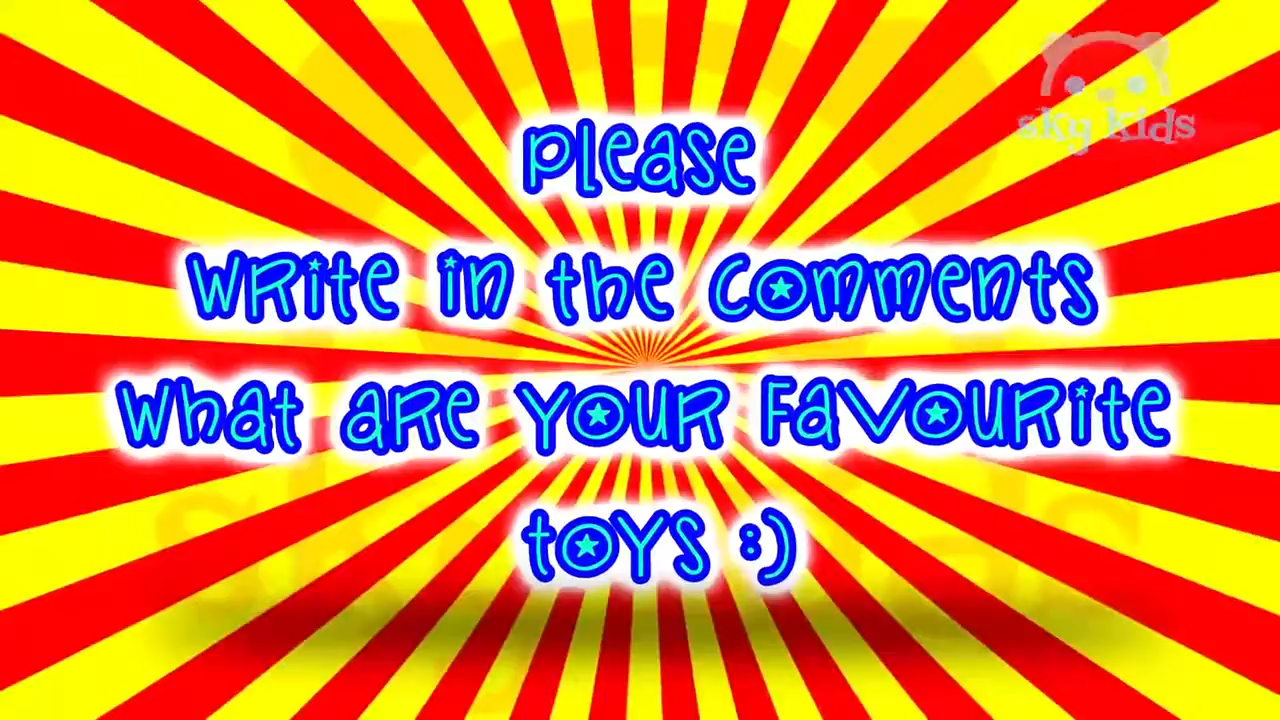 sky kids
Please
Write in the comments
What are your favourite
toys :)